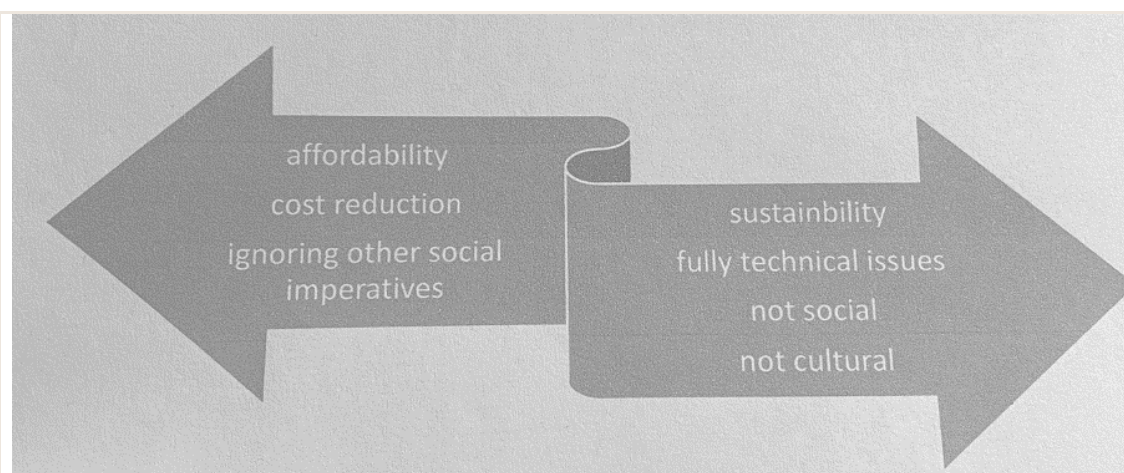 affordability
cost reduction
ignoring other social
imperatives
sustainbility
fully technical issues
not social
not cultural